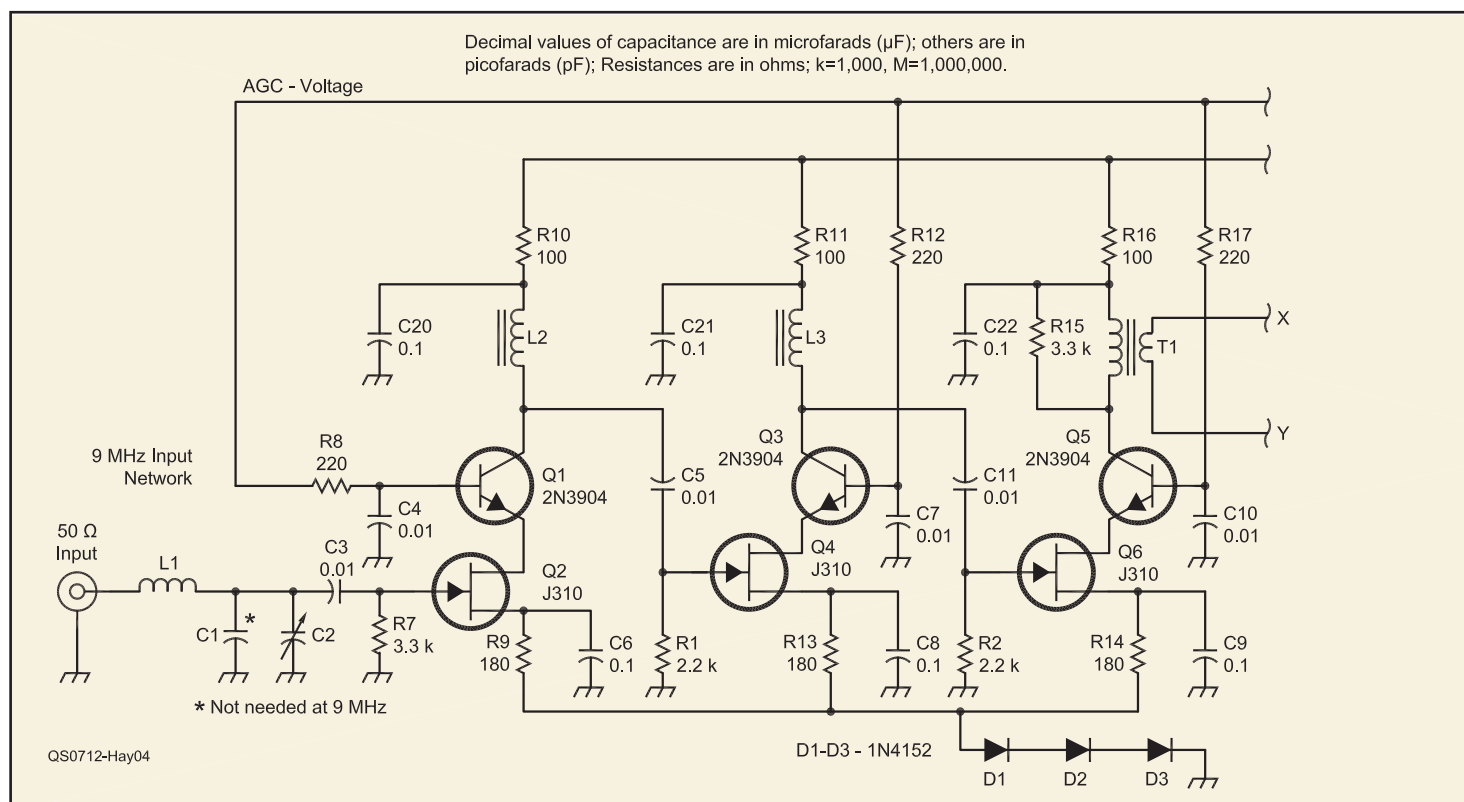 Decimal values of capacitance are in microfarads (µF); others are in
picofarads (pF); Resistances are in ohms; k=1,000, M=1,000,000.
AGC - Voltage
R10
100
R11
100
R12
220
R16
100
R17
220
C20
0.1
L2
C21
0.1
L3
C22
0.1
R15
3.3 k
T1
X
Y
9 MHz Input
Network
R8
220
Q1
2N3904
C5
0.01
Q3
2N3904
C11
0.01
Q5
2N3904
C4
0.01
C7
0.01
C10
0.01
50 Ω
Input
L1
C3
0.01
Q2
J310
Q4
J310
Q6
J310
C1
*
C2
R7
3.3 k
R9
180
C6
0.1
R1
2.2 k
R13
180
C8
0.1
R2
2.2 k
R14
180
C9
0.1
* Not needed at 9 MHz
QS0712-Hay04
D1-D3 - 1N4152
D1
D2
D3